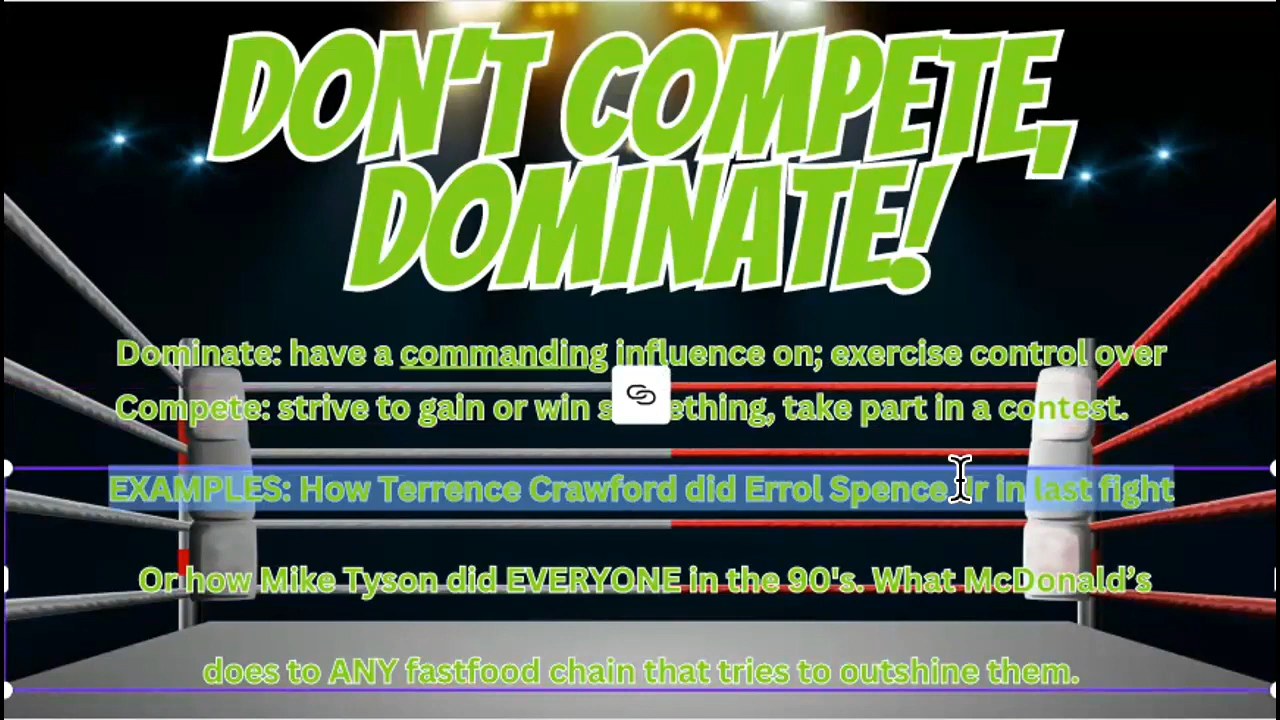 DON'T COMPETE,
DOMINATE!
Dominate: have a commanding influence on; exercise control over
Compete: strive to gain or win something, take part in a contest.
EXAMPLES: How Terrence Crawford did Errol Spence Jr in last fight
Or how Mike Tyson did EVERYONE in the 90's. What McDonald’s
does to ANY fastfood chain that tries to outshine them.